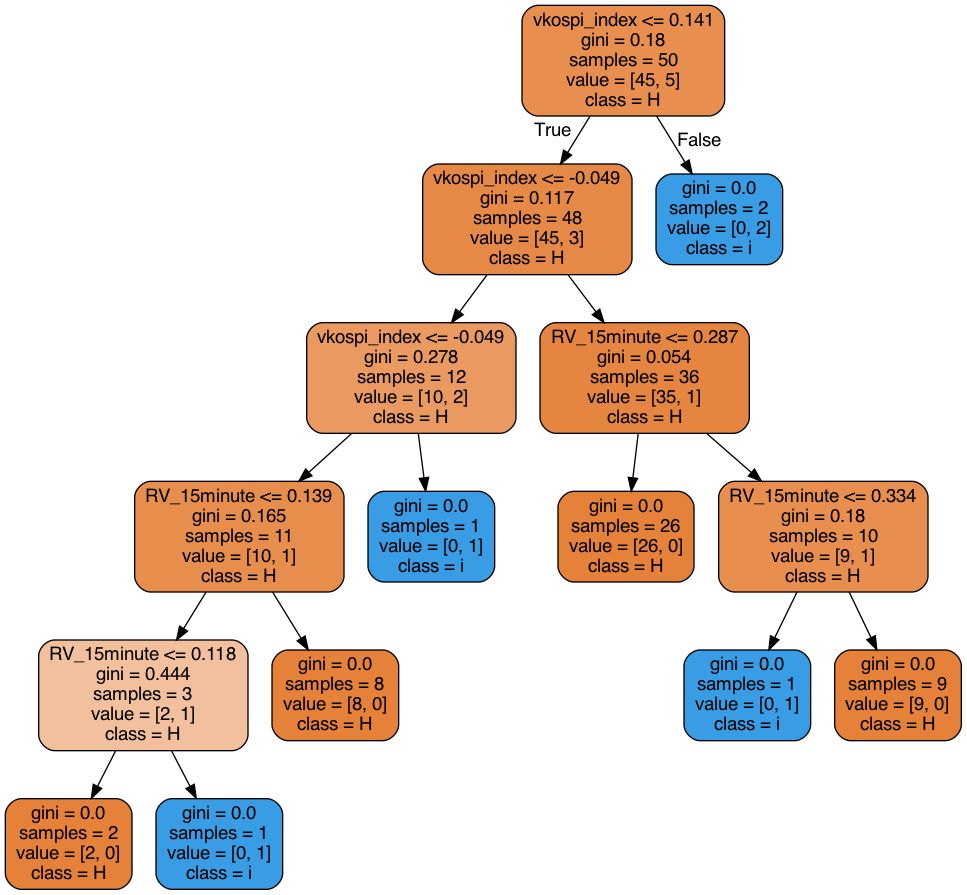 vkospi_index <= 0.141
gini = 0.18
samples = 50
value = [45, 5]
class = H
True
False
vkospi_index <= -0.049
gini = 0.117
samples = 48
value = [45, 3]
class = H
gini = 0.0
samples = 2
value = [0, 2]
class = i
vkospi_index <= -0.049
gini = 0.278
samples = 12
value = [10, 2]
class = H
RV_15minute <= 0.287
gini = 0.054
samples = 36
value = [35, 1]
class = H
RV_15minute <= 0.139
gini = 0.165
samples = 11
value = [10, 1]
class = H
gini = 0.0
samples = 1
value = [0, 1]
class = i
gini = 0.0
samples = 26
value = [26, 0]
class = H
RV_15minute <= 0.334
gini = 0.18
samples = 10
value = [9, 1]
class = H
RV_15minute <= 0.118
gini = 0.444
samples = 3
value = [2, 1]
class = H
gini = 0.0
samples = 8
value = [8, 0]
class = H
gini = 0.0
samples = 1
value = [0, 1]
class = i
gini = 0.0
samples = 9
value = [9, 0]
class = H
gini = 0.0
samples = 2
value = [2, 0]
class = H
gini = 0.0
samples = 1
value = [0, 1]
class = i